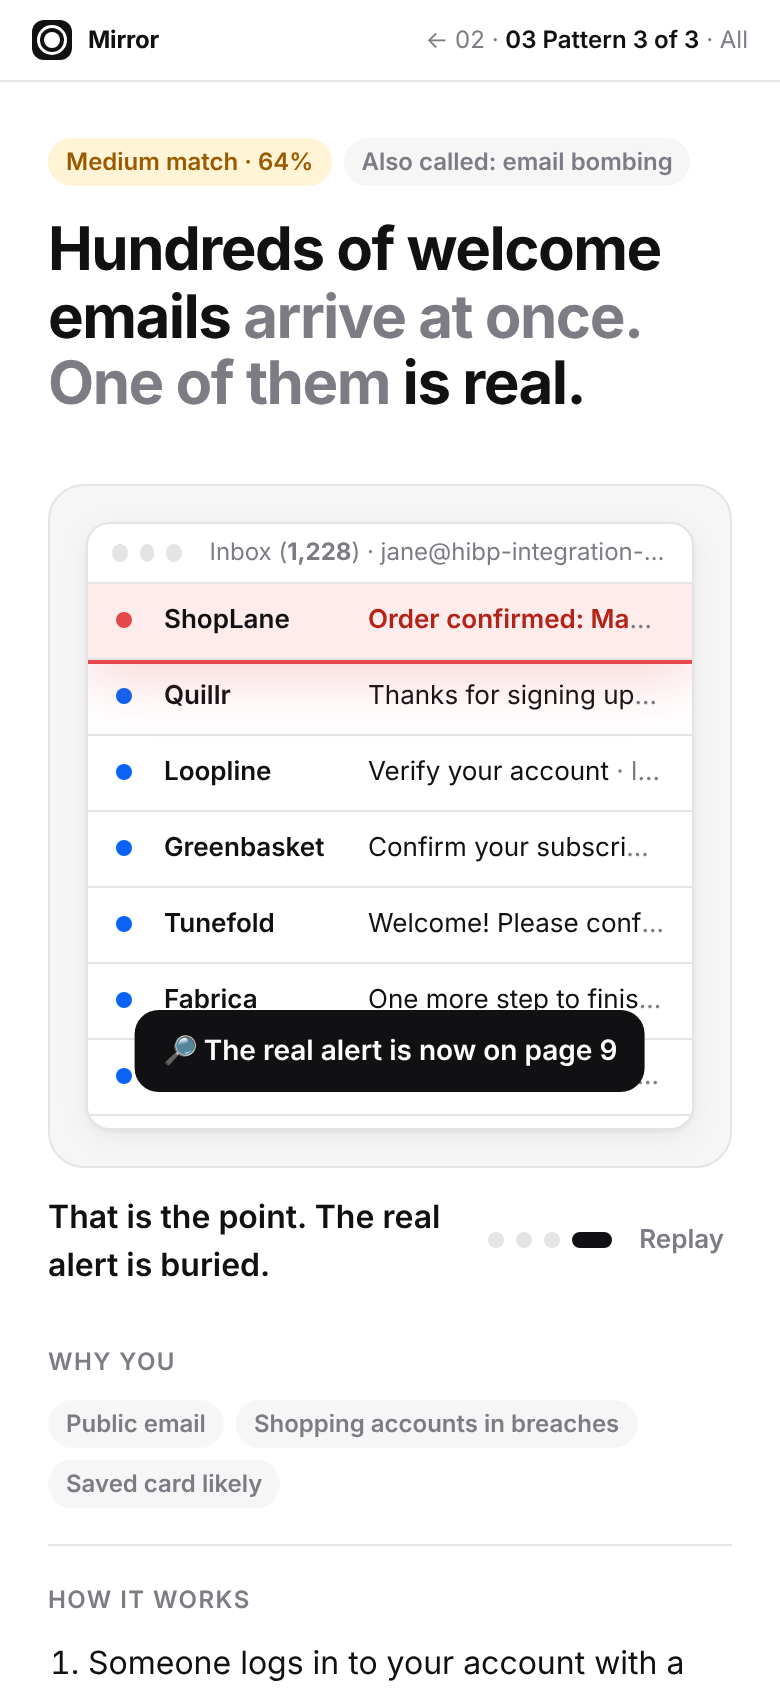 Mirror
← 02 · 03 Pattern 3 of 3 · All
Medium match · 64%
Also called: email bombing
Hundreds of welcome
emails arrive at once.
One of them is real.
Inbox (1,228) · jane@hibp-integration-...
ShopLane Order confirmed: Ma...
Quillr Thanks for signing up...
Loopline Verify your account · l...
Greenbasket Confirm your subscri...
Tunefold Welcome! Please conf...
Fabrica One more step to finis...
🔎 The real alert is now on page 9
That is the point. The real
alert is buried.
Replay
WHY YOU
Public email
Shopping accounts in breaches
Saved card likely
HOW IT WORKS
1. Someone logs in to your account with a